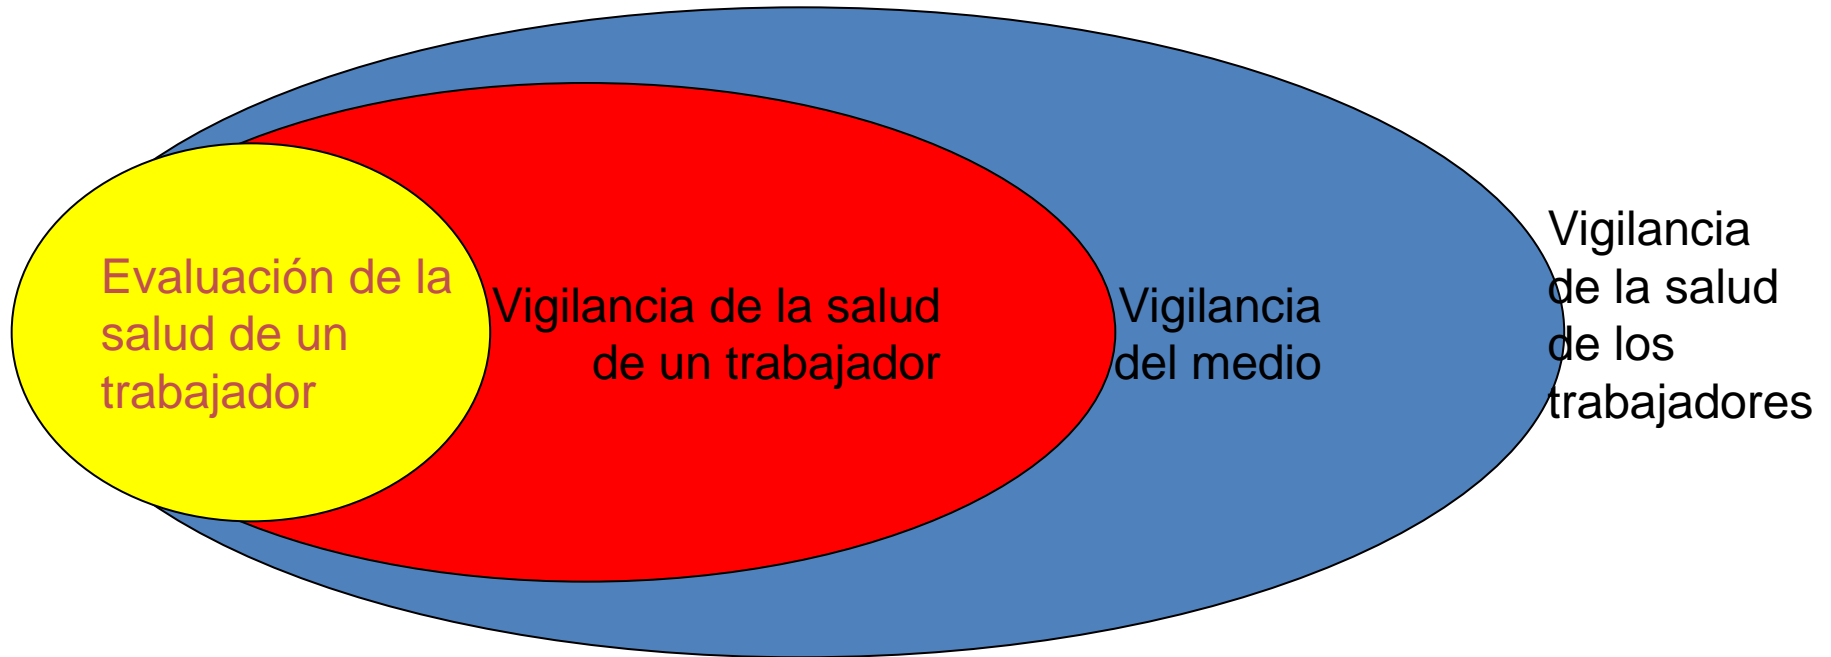 Evaluación de la
salud de un
trabajador
Vigilancia de la salud
de un trabajador
Vigilancia
del medio
Vigilancia
de la salud
de los
trabajadores